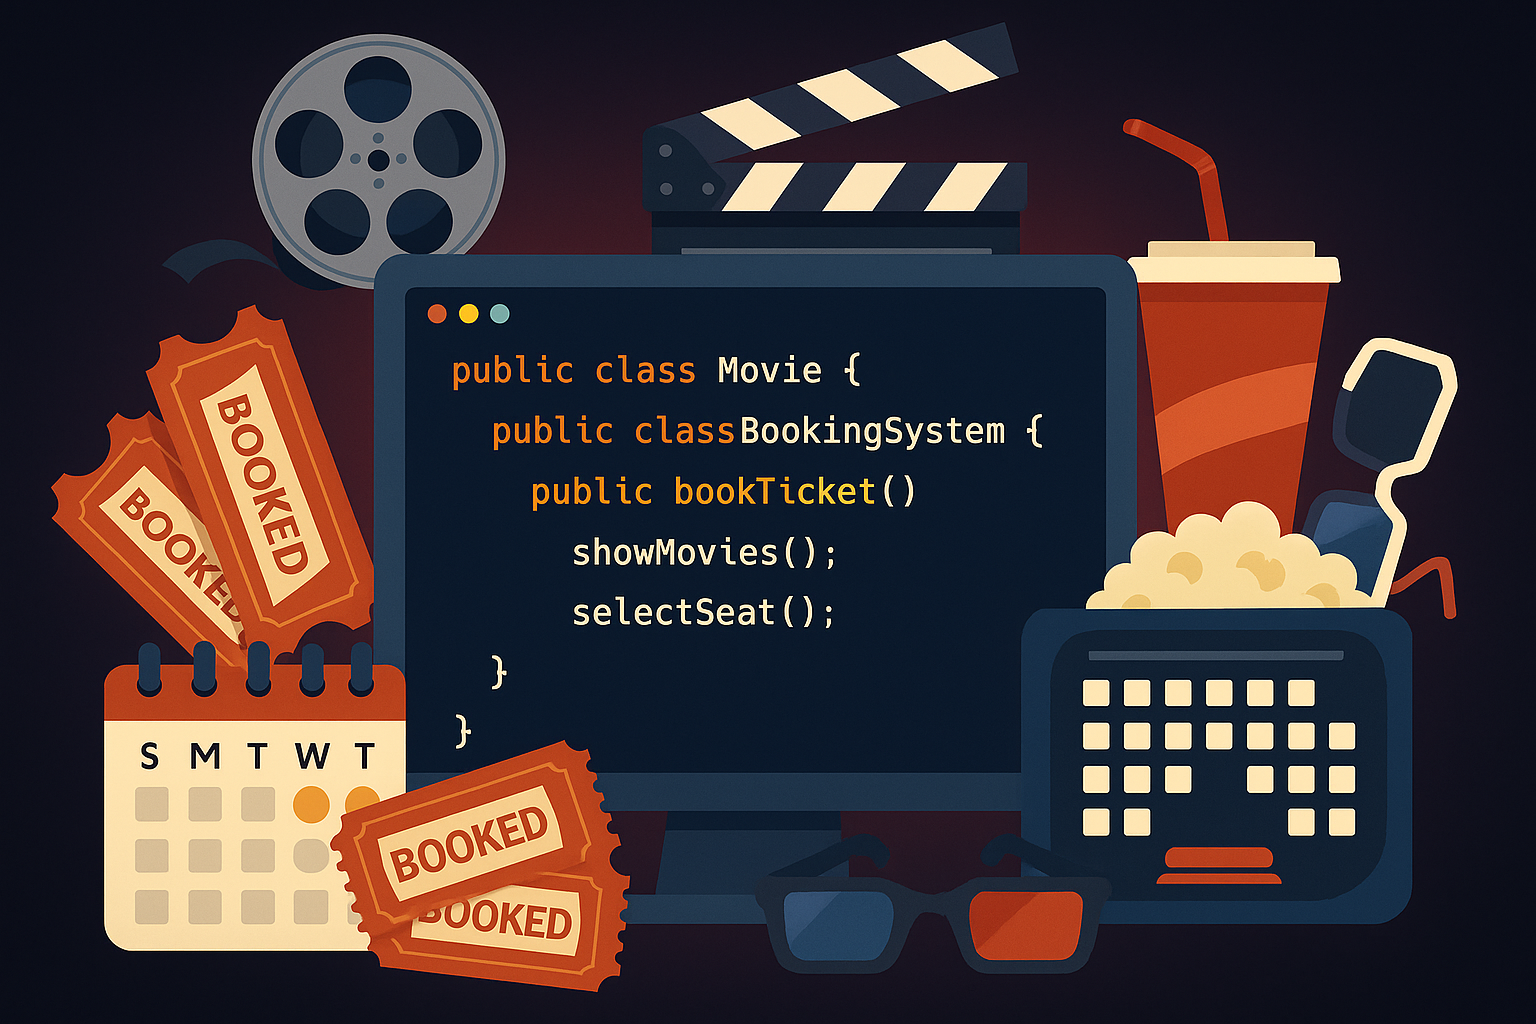 public class Movie {
public classBookingSystem {
public bookTicket()
showMovies();
selectSeat();
}
}
BOOKED
BOOKED
S M T W T
BOOKED
BOOKED